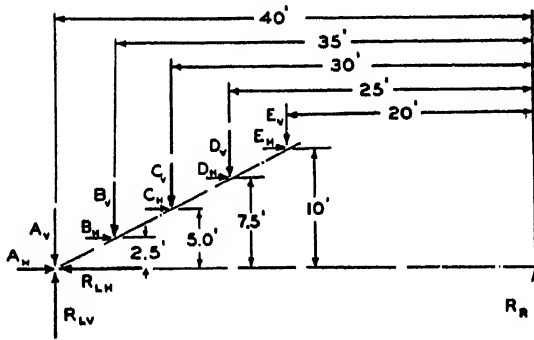 40'
35'
30'
25'
20'
E_V
E_H
D_V
D_H
C_V
C_H
B_V
B_H
A_V
A_H
2.5'
5.0'
7.5'
10'
R_LH
R_LV
R_R